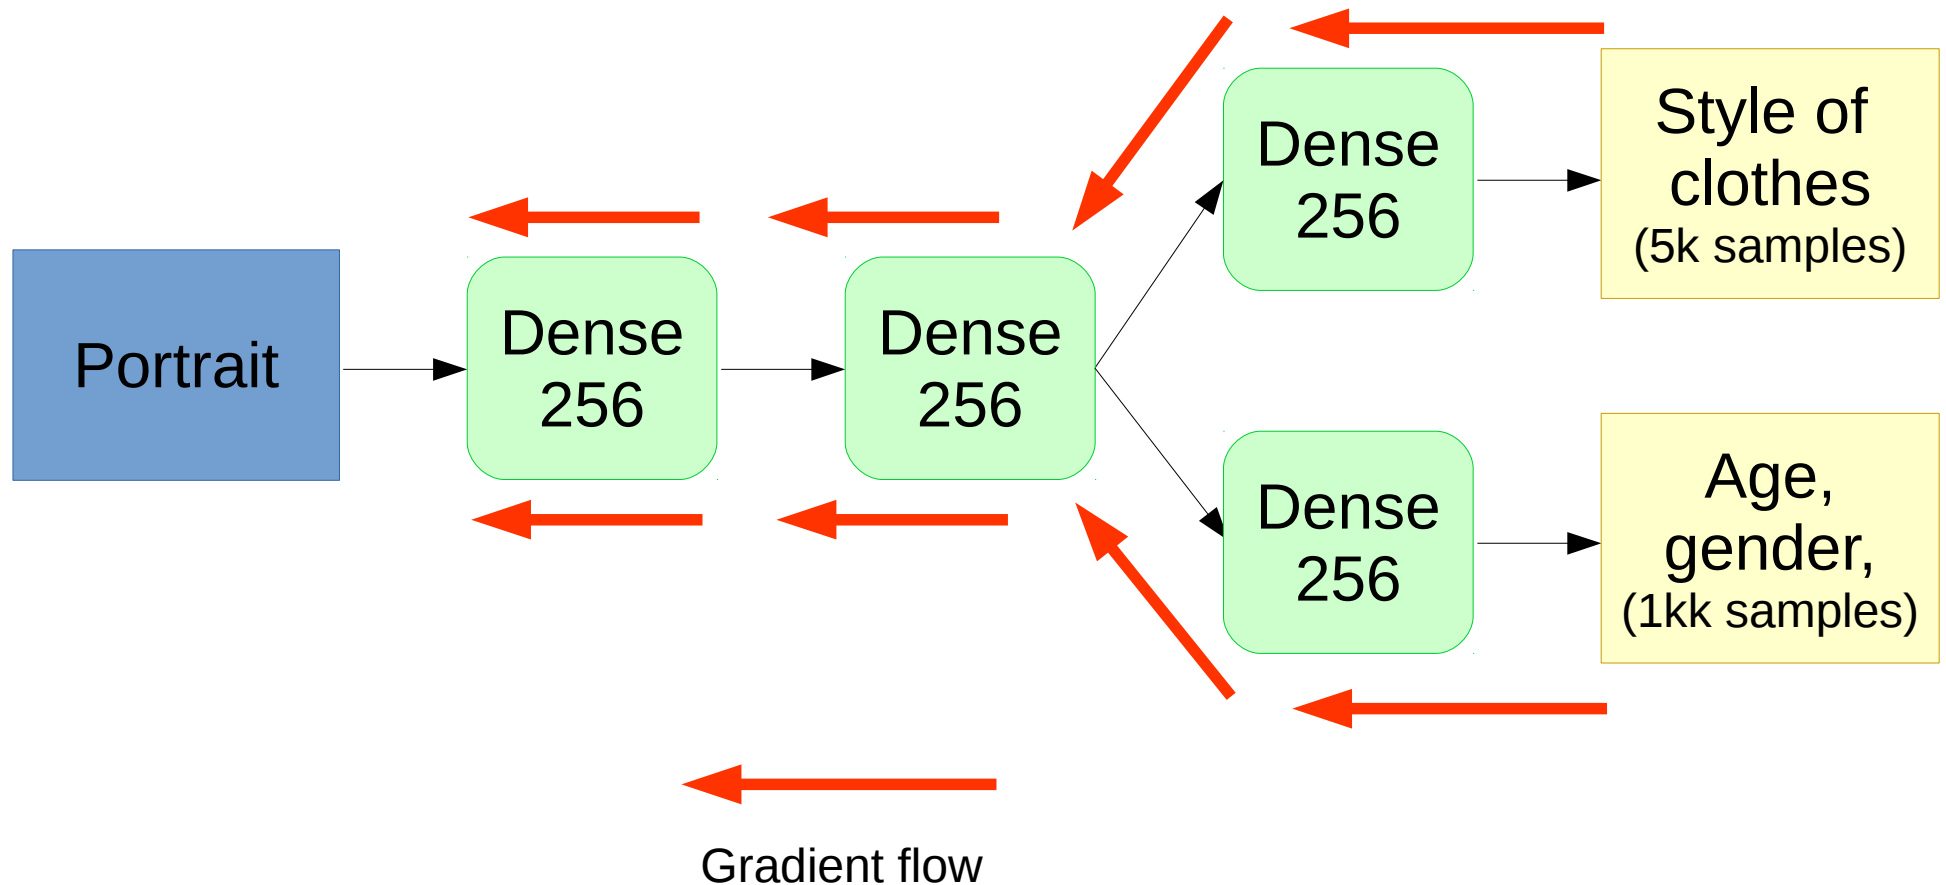 Portrait
Dense
256
Dense
256
Dense
256
Style of
clothes
(5k samples)
Dense
256
Age,
gender,
(1kk samples)
Gradient flow